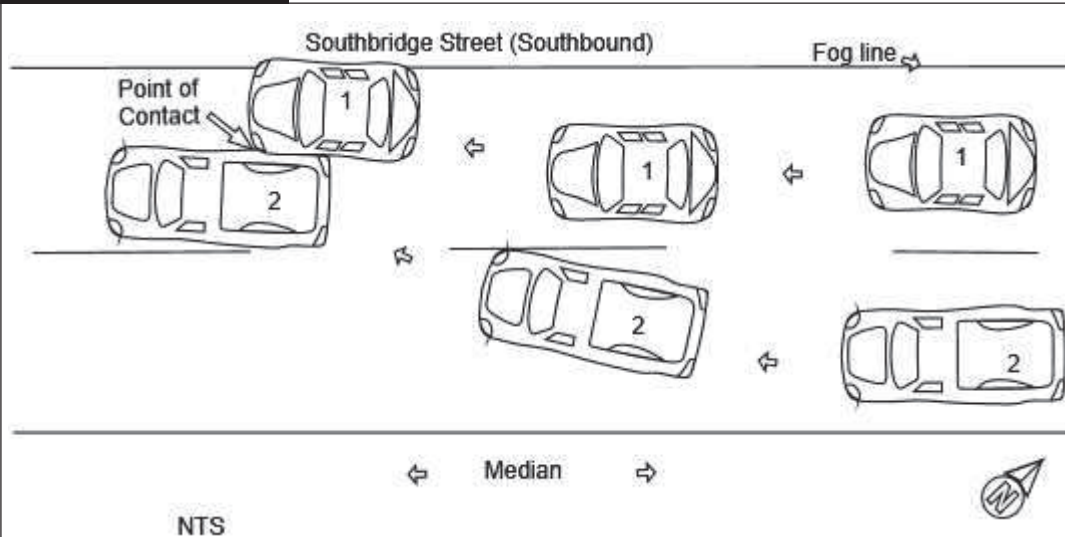 Southbridge Street (Southbound)
Fog line
Point of
Contact
1
1
1
2
2
2
Median
N
NTS